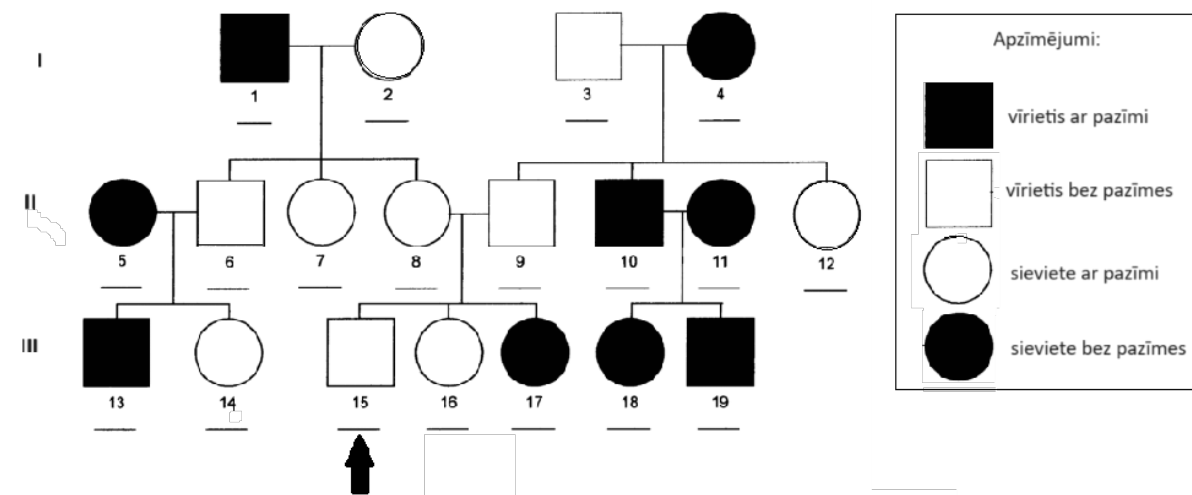 I
1 2 3 4
II
5 6 7 8 9 10 11 12
III
13 14 15 16 17 18 19
Apzīmējumi:
vīrietis ar pazīmi
vīrietis bez pazīmes
sieviete ar pazīmi
sieviete bez pazīmes